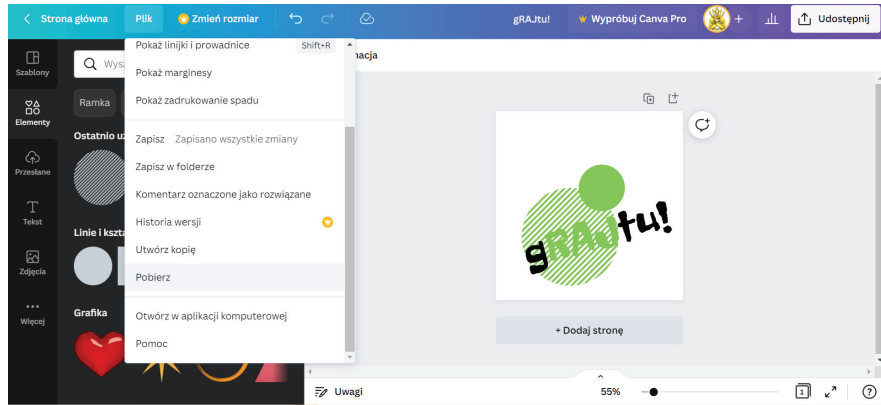 Strona główna
Plik
Zmień rozmiar
gRAJtu!
Wypróbuj Canva Pro
+
Udostępnij
Szablony
Elementy
Przesłane
Tekst
Zdjęcia
Więcej
Ramka
Linie i
Grafika
Pokaż linijki i prowadnice Shift+R
Pokaż marginesy
Pokaż zadrukowanie spadu
Zapisz Zapisano wszystkie zmiany
Zapisz w folderze
Komentarz oznaczone jako rozwiązane
Historia wersji
Utwórz kopię
Pobierz
Otwórz w aplikacji komputerowej
Pomoc
gRAJtu!
+ Dodaj stronę
Uwagi
55%
1
?